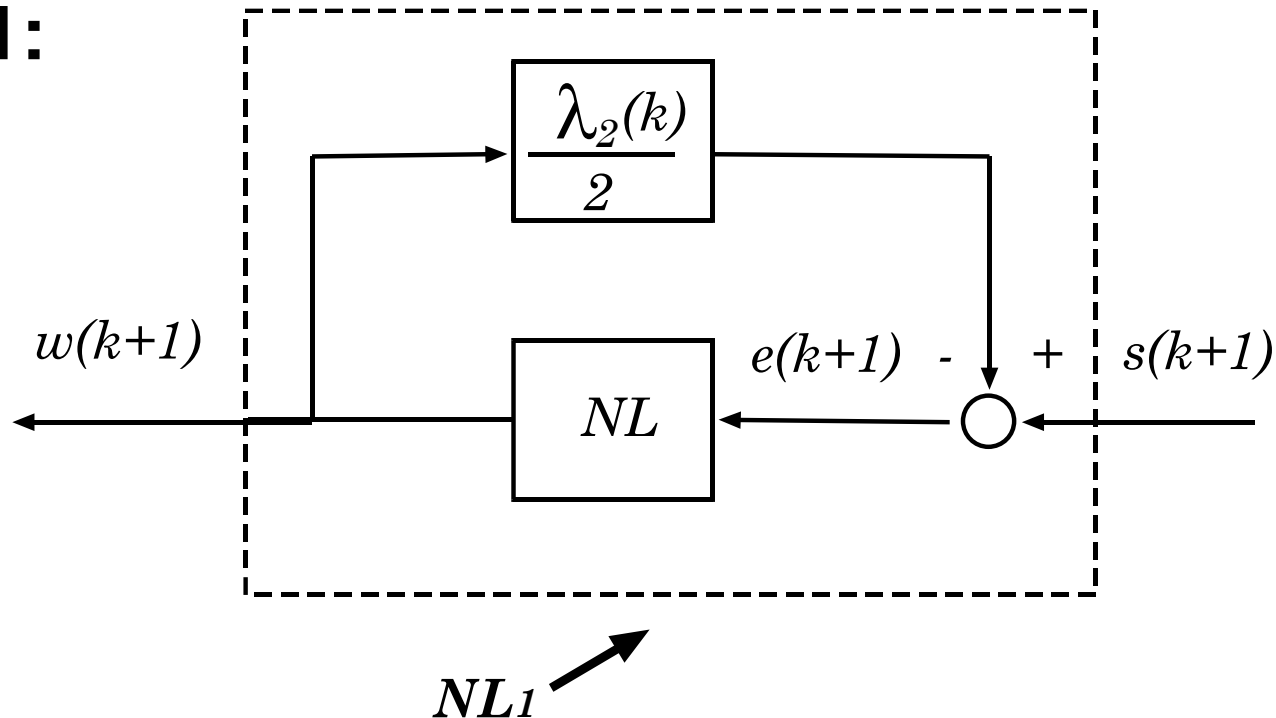 :
λ₂(k)
2
w(k+1)
NL
e(k+1) - + s(k+1)
NL1